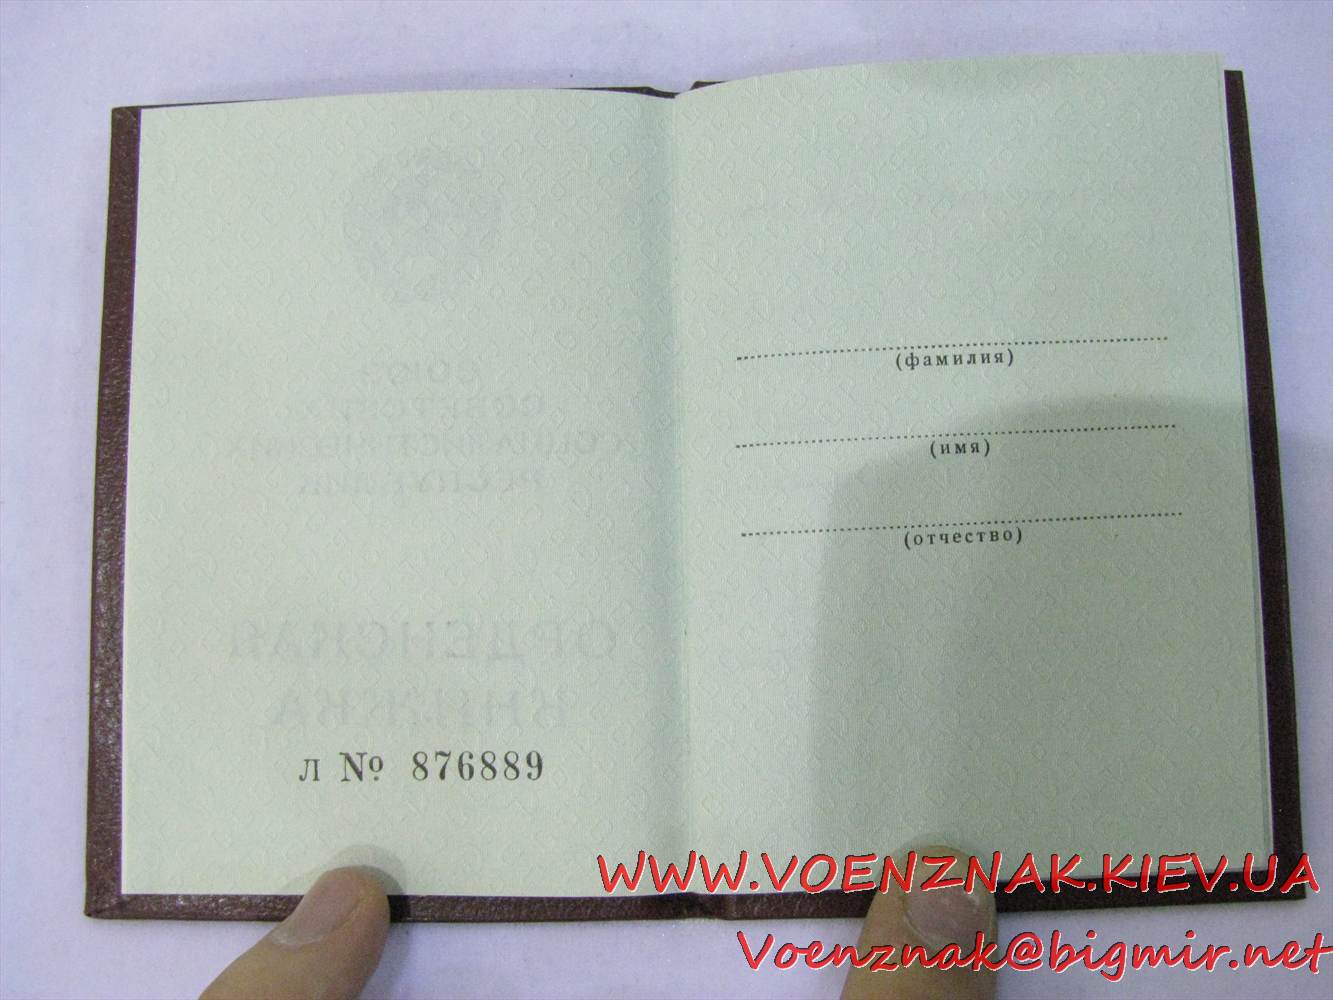 л № 876889
(фамилия)
(имя)
(отчество)
WWW.VOENZNAK.KIEV.UA
Voenznak@bigmir.net